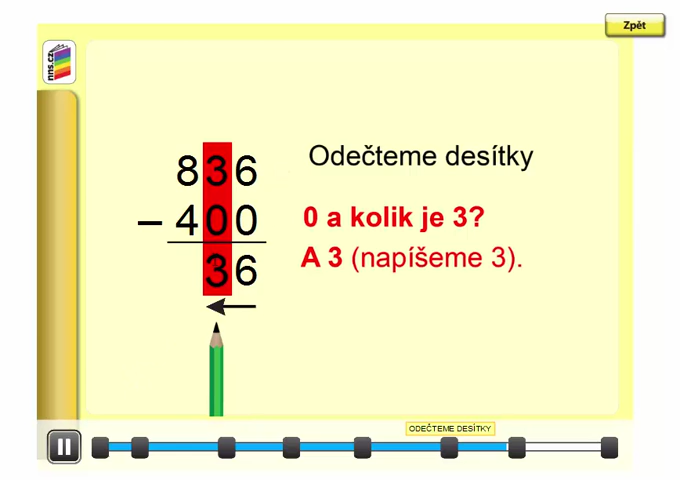 Zpět
nns.cz
836
Odečteme desítky
– 400
0 a kolik je 3?
36
A 3 (napíšeme 3).
ODEČTEME DESÍTKY